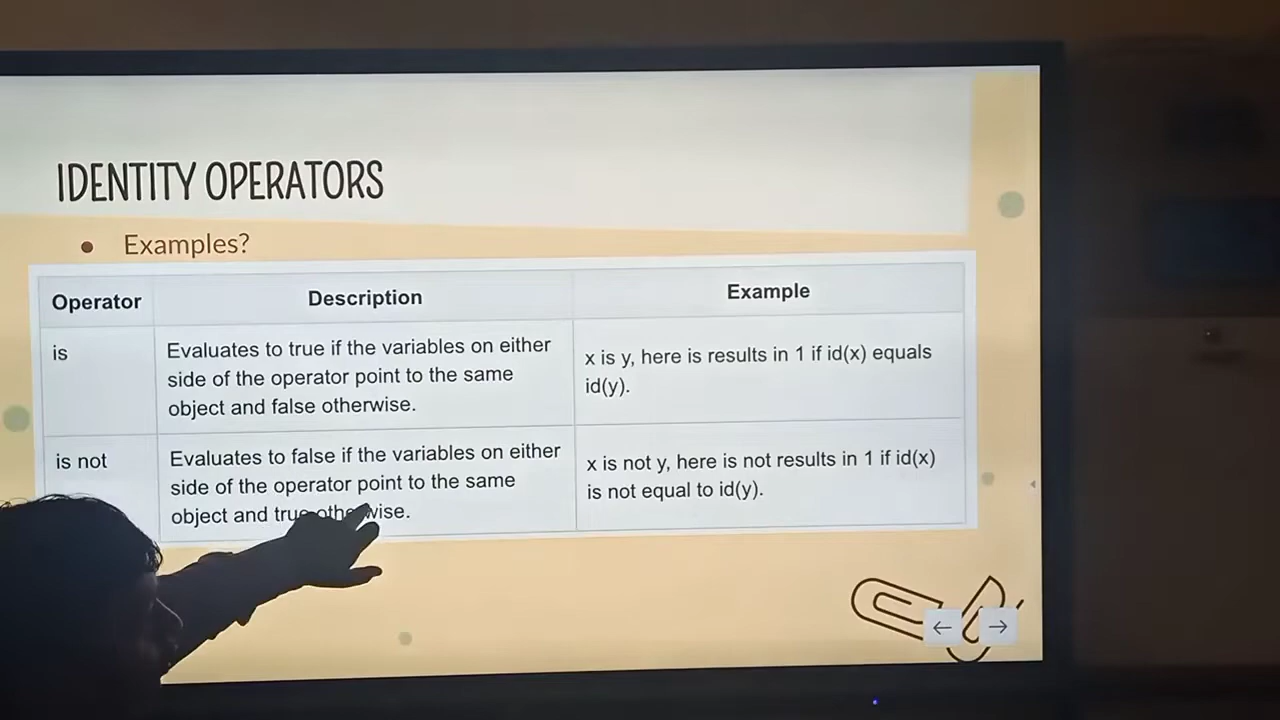 IDENTITY OPERATORS
• Examples?
Operator
Description
Example
is
Evaluates to true if the variables on either
side of the operator point to the same
object and false otherwise.
x is y, here is results in 1 if id(x) equals
id(y).
is not
Evaluates to false if the variables on either
side of the operator point to the same
object and true otherwise.
x is not y, here is not results in 1 if id(x)
is not equal to id(y).